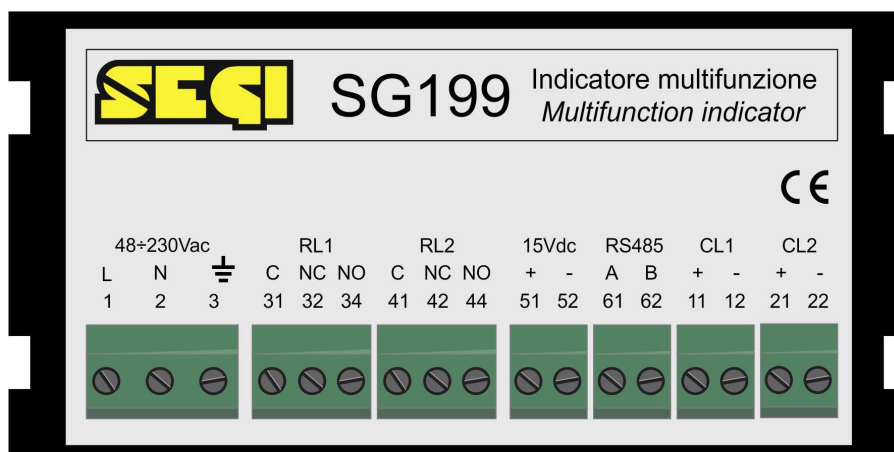 SEGI
SG199
Indicatore multifunzione
Multifunction indicator
CE
48÷230Vac RL1 RL2 15Vdc RS485 CL1 CL2
L N C NC NO C NC NO + - A B + - + -
1 2 3 31 32 34 41 42 44 51 52 61 62 11 12 21 22